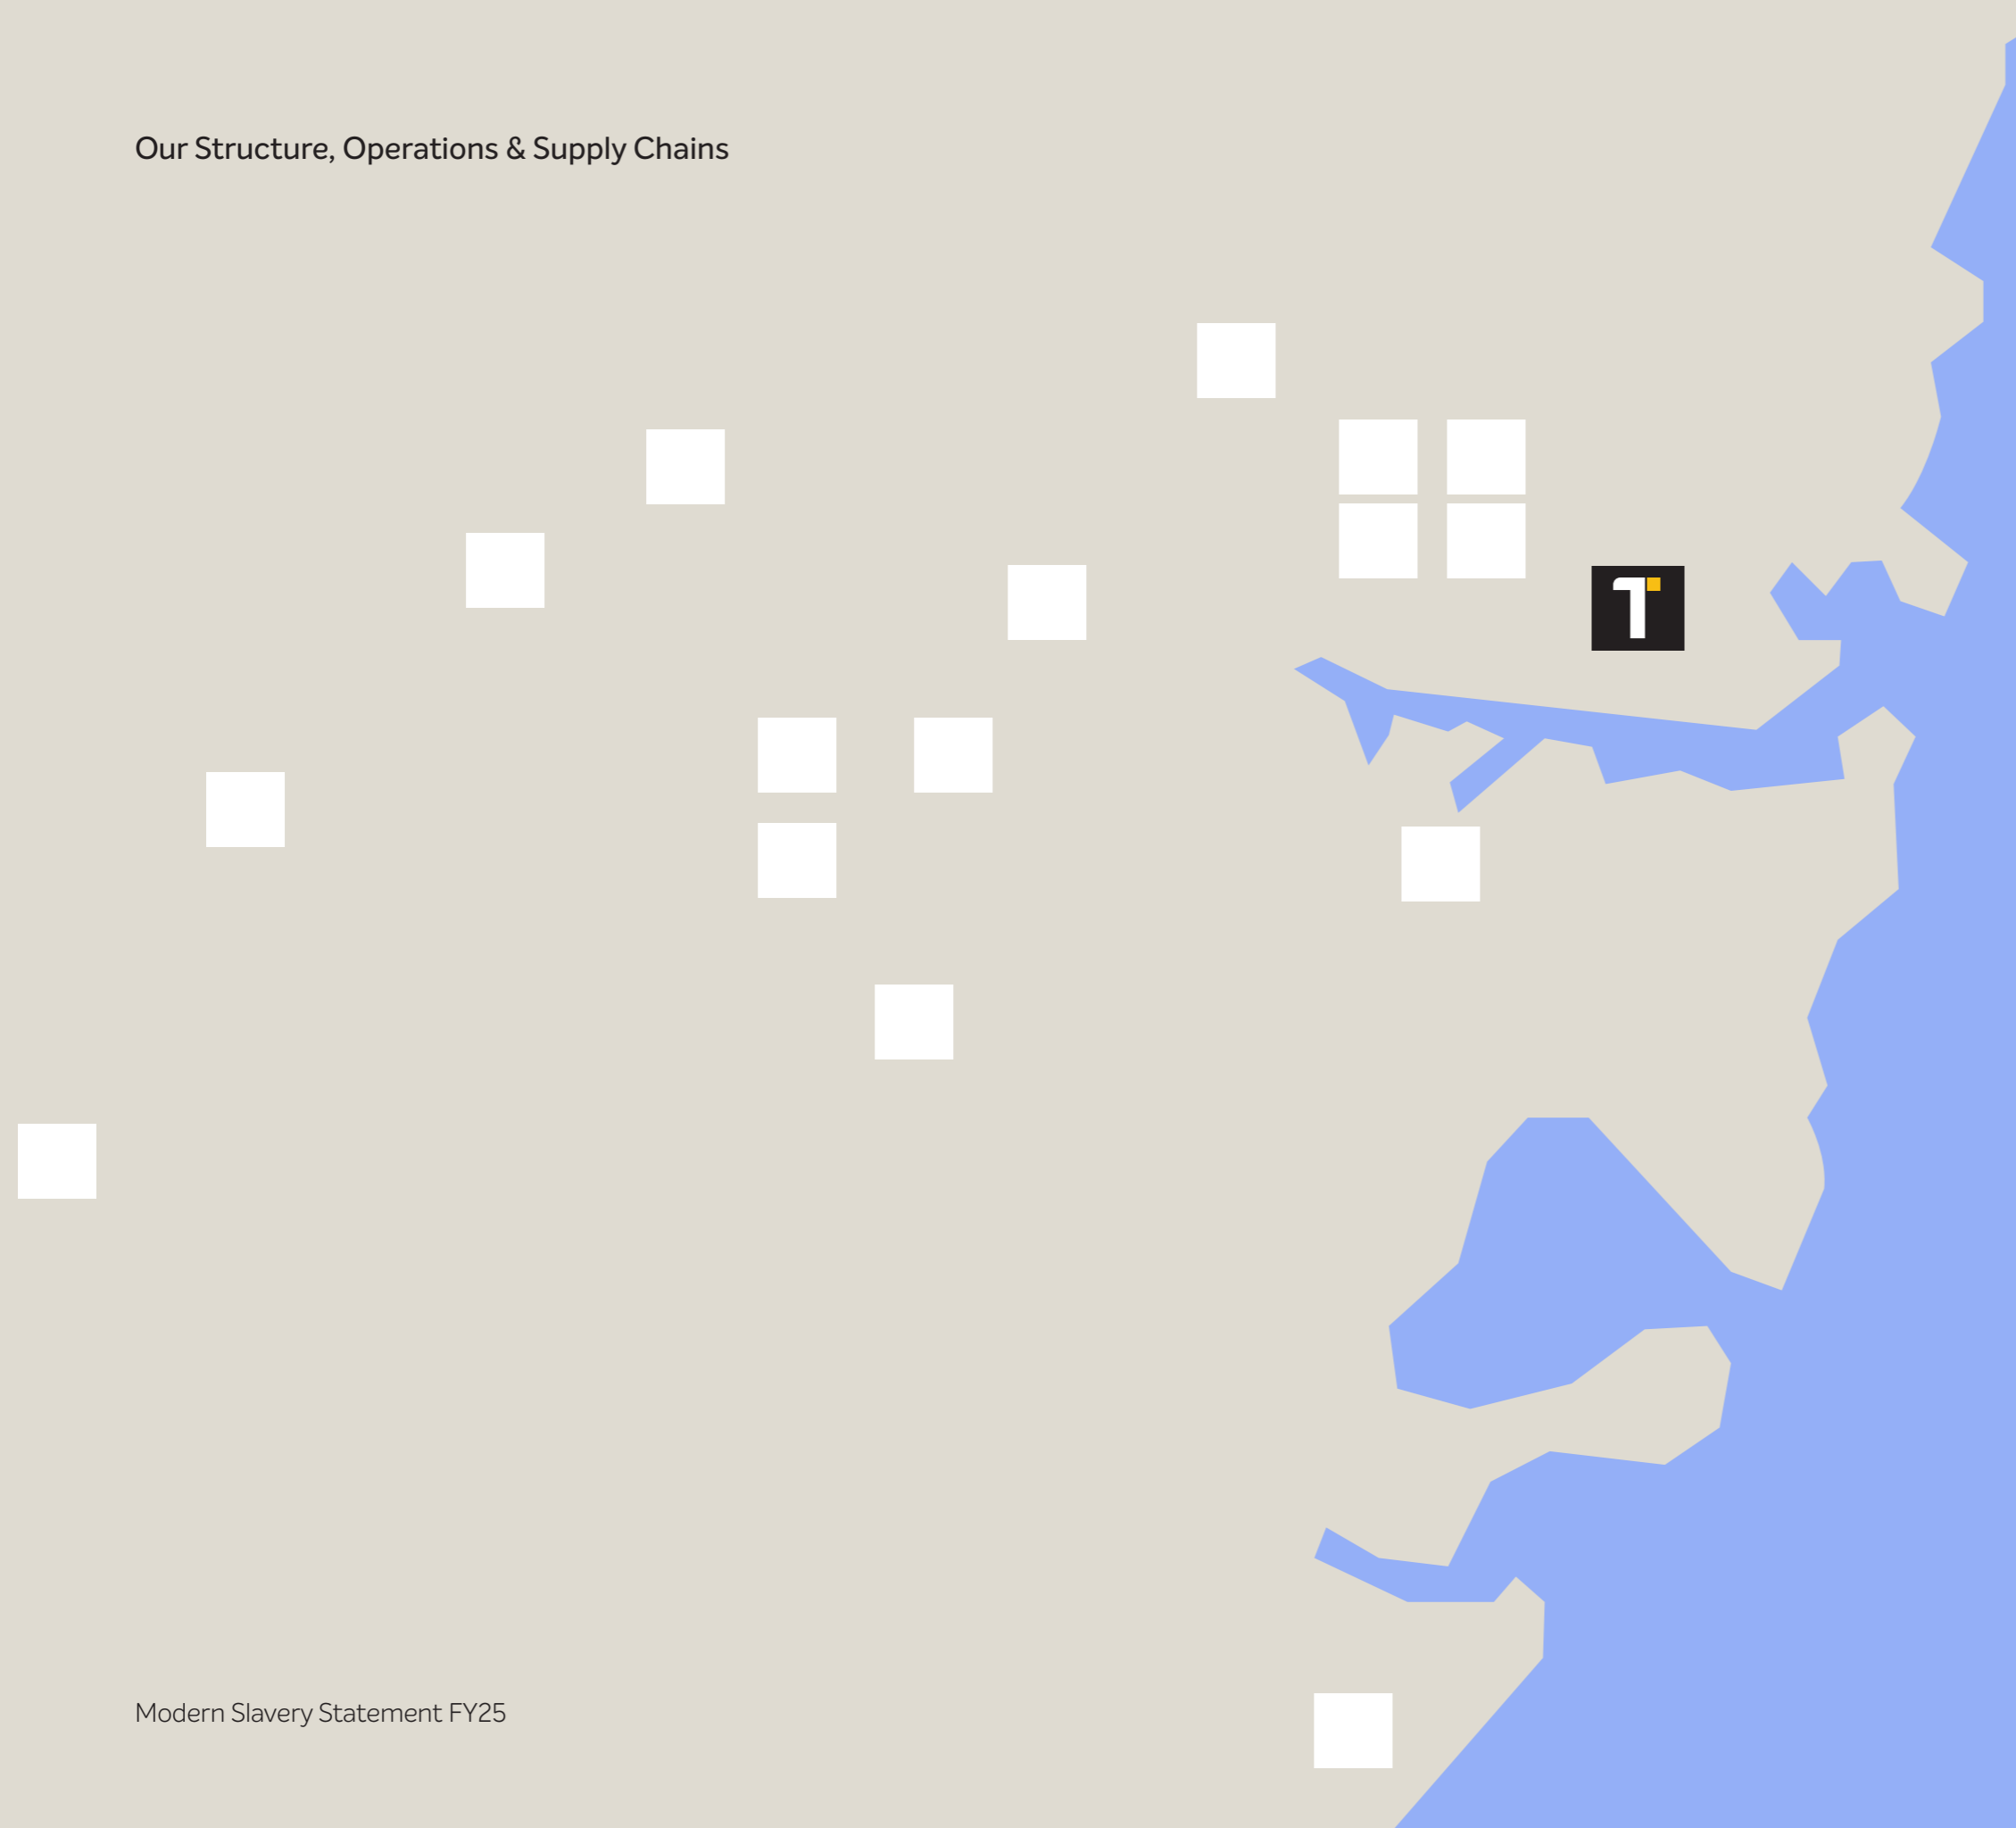 Our Structure, Operations & Supply Chains
T
Modern Slavery Statement FY25